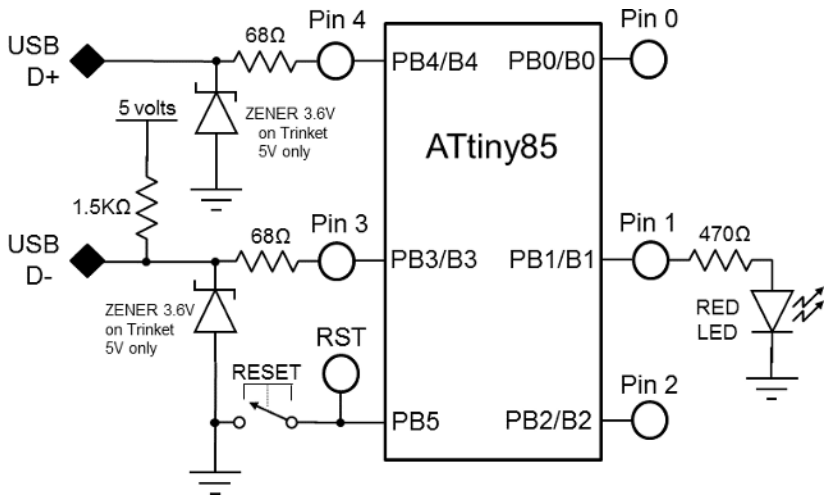 USB
D+
68Ω
Pin 4
PB4/B4
ZENER 3.6V
on Trinket
5V only
5 volts
1.5KΩ
USB
D-
68Ω
Pin 3
PB3/B3
ZENER 3.6V
on Trinket
5V only
RESET
RST
PB5
ATtiny85
Pin 0
PB0/B0
Pin 1
PB1/B1
470Ω
RED
LED
Pin 2
PB2/B2